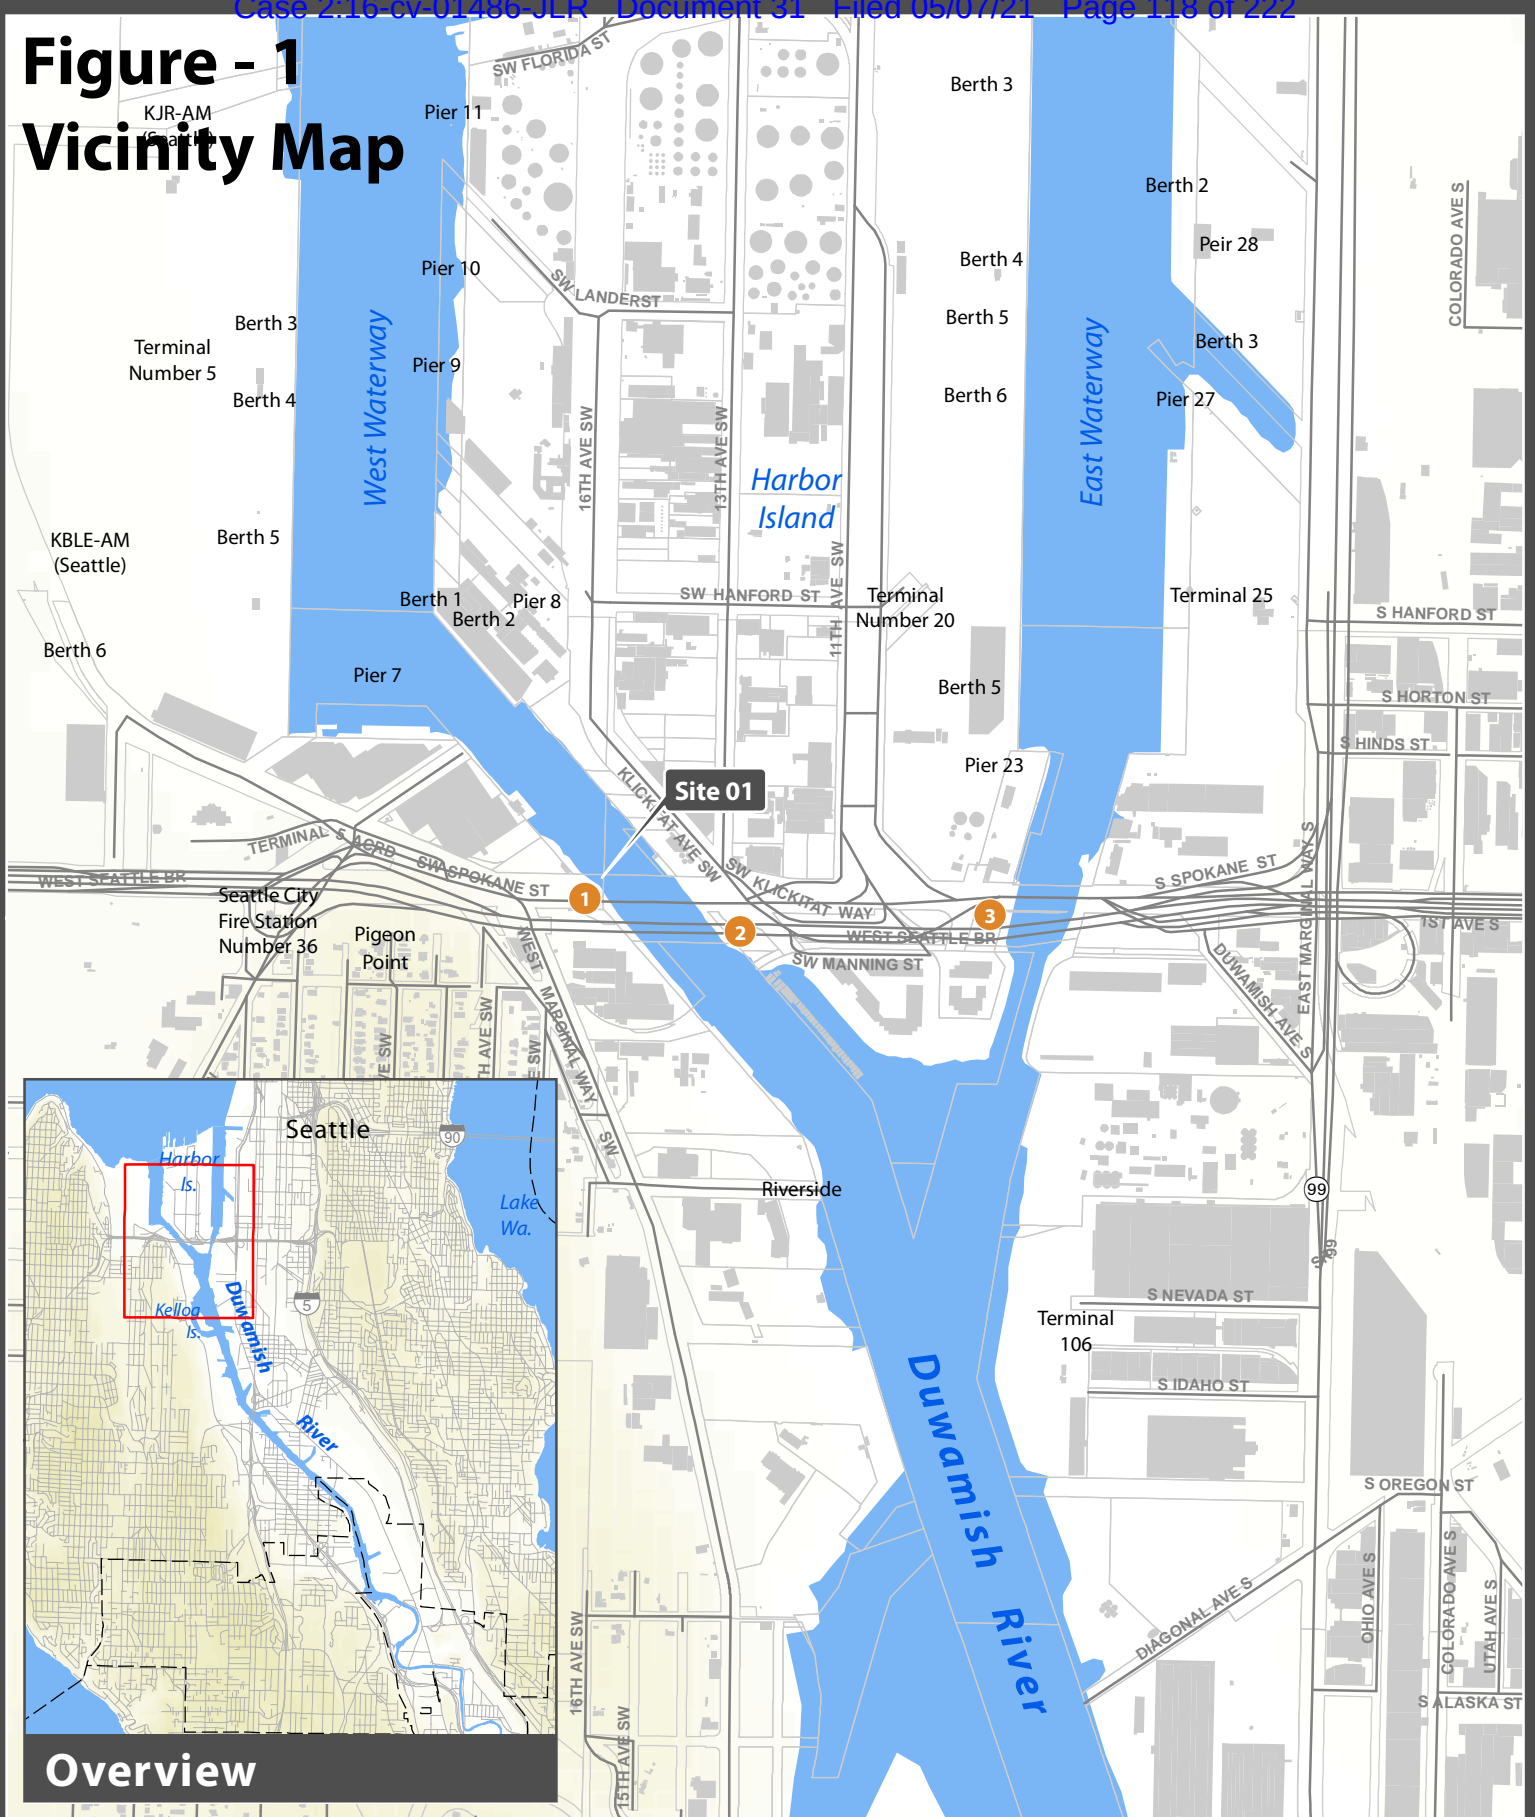 Case 2:16-cv-01486-JLR Document 31 Filed 05/07/21 Page 118 of 222
Figure - 1
Vicinity Map
KJR-AM
(Seattle)
SW FLORIDA ST
Pier 11
Berth 3
Berth 2
Peir 28
COLORADO AVE S
Pier 10
SW LANDERST
Berth 4
Berth 3
Terminal
Number 5
Berth 4
West Waterway
Pier 9
Berth 5
Berth 6
East Waterway
Berth 3
Pier 27
16TH AVE SW
13TH AVE SW
Harbor
Island
11TH AVE SW
KBLE-AM
(Seattle)
Berth 5
Berth 6
Berth 1
Berth 2
Pier 8
SW HANFORD ST
Terminal
Number 20
Terminal 25
S HANFORD ST
Pier 7
Berth 5
S HORTON ST
S HINDS ST
Pier 23
Site 01
KLICKITAT AVE SW
SW KLICKITAT WAY
TERMINAL 5 ACRD
SW SPOKANE ST
S SPOKANE ST
WEST SEATTLE BR
1
2
3
WEST SEATTLE BR
SW MANNING ST
EAST MARGINAL WAY S
1ST AVE S
DUWAMISH AVE S
Seattle City
Fire Station
Number 36
Pigeon
Point
WEST MARGINAL WAY SW
VE SW
TH AVE SW
E SW
Riverside
99
S 99
S NEVADA ST
Terminal
106
S IDAHO ST
Duwamish River
S OREGON ST
DIAGONAL AVE S
OHIO AVE S
COLORADO AVE S
UTAH AVE S
S ALASKA ST
16TH AVE SW
15TH AVE SW
Seattle
90
Harbor
Is.
Lake
Wa.
Kellog
Is.
5
Duwamish
River
Overview